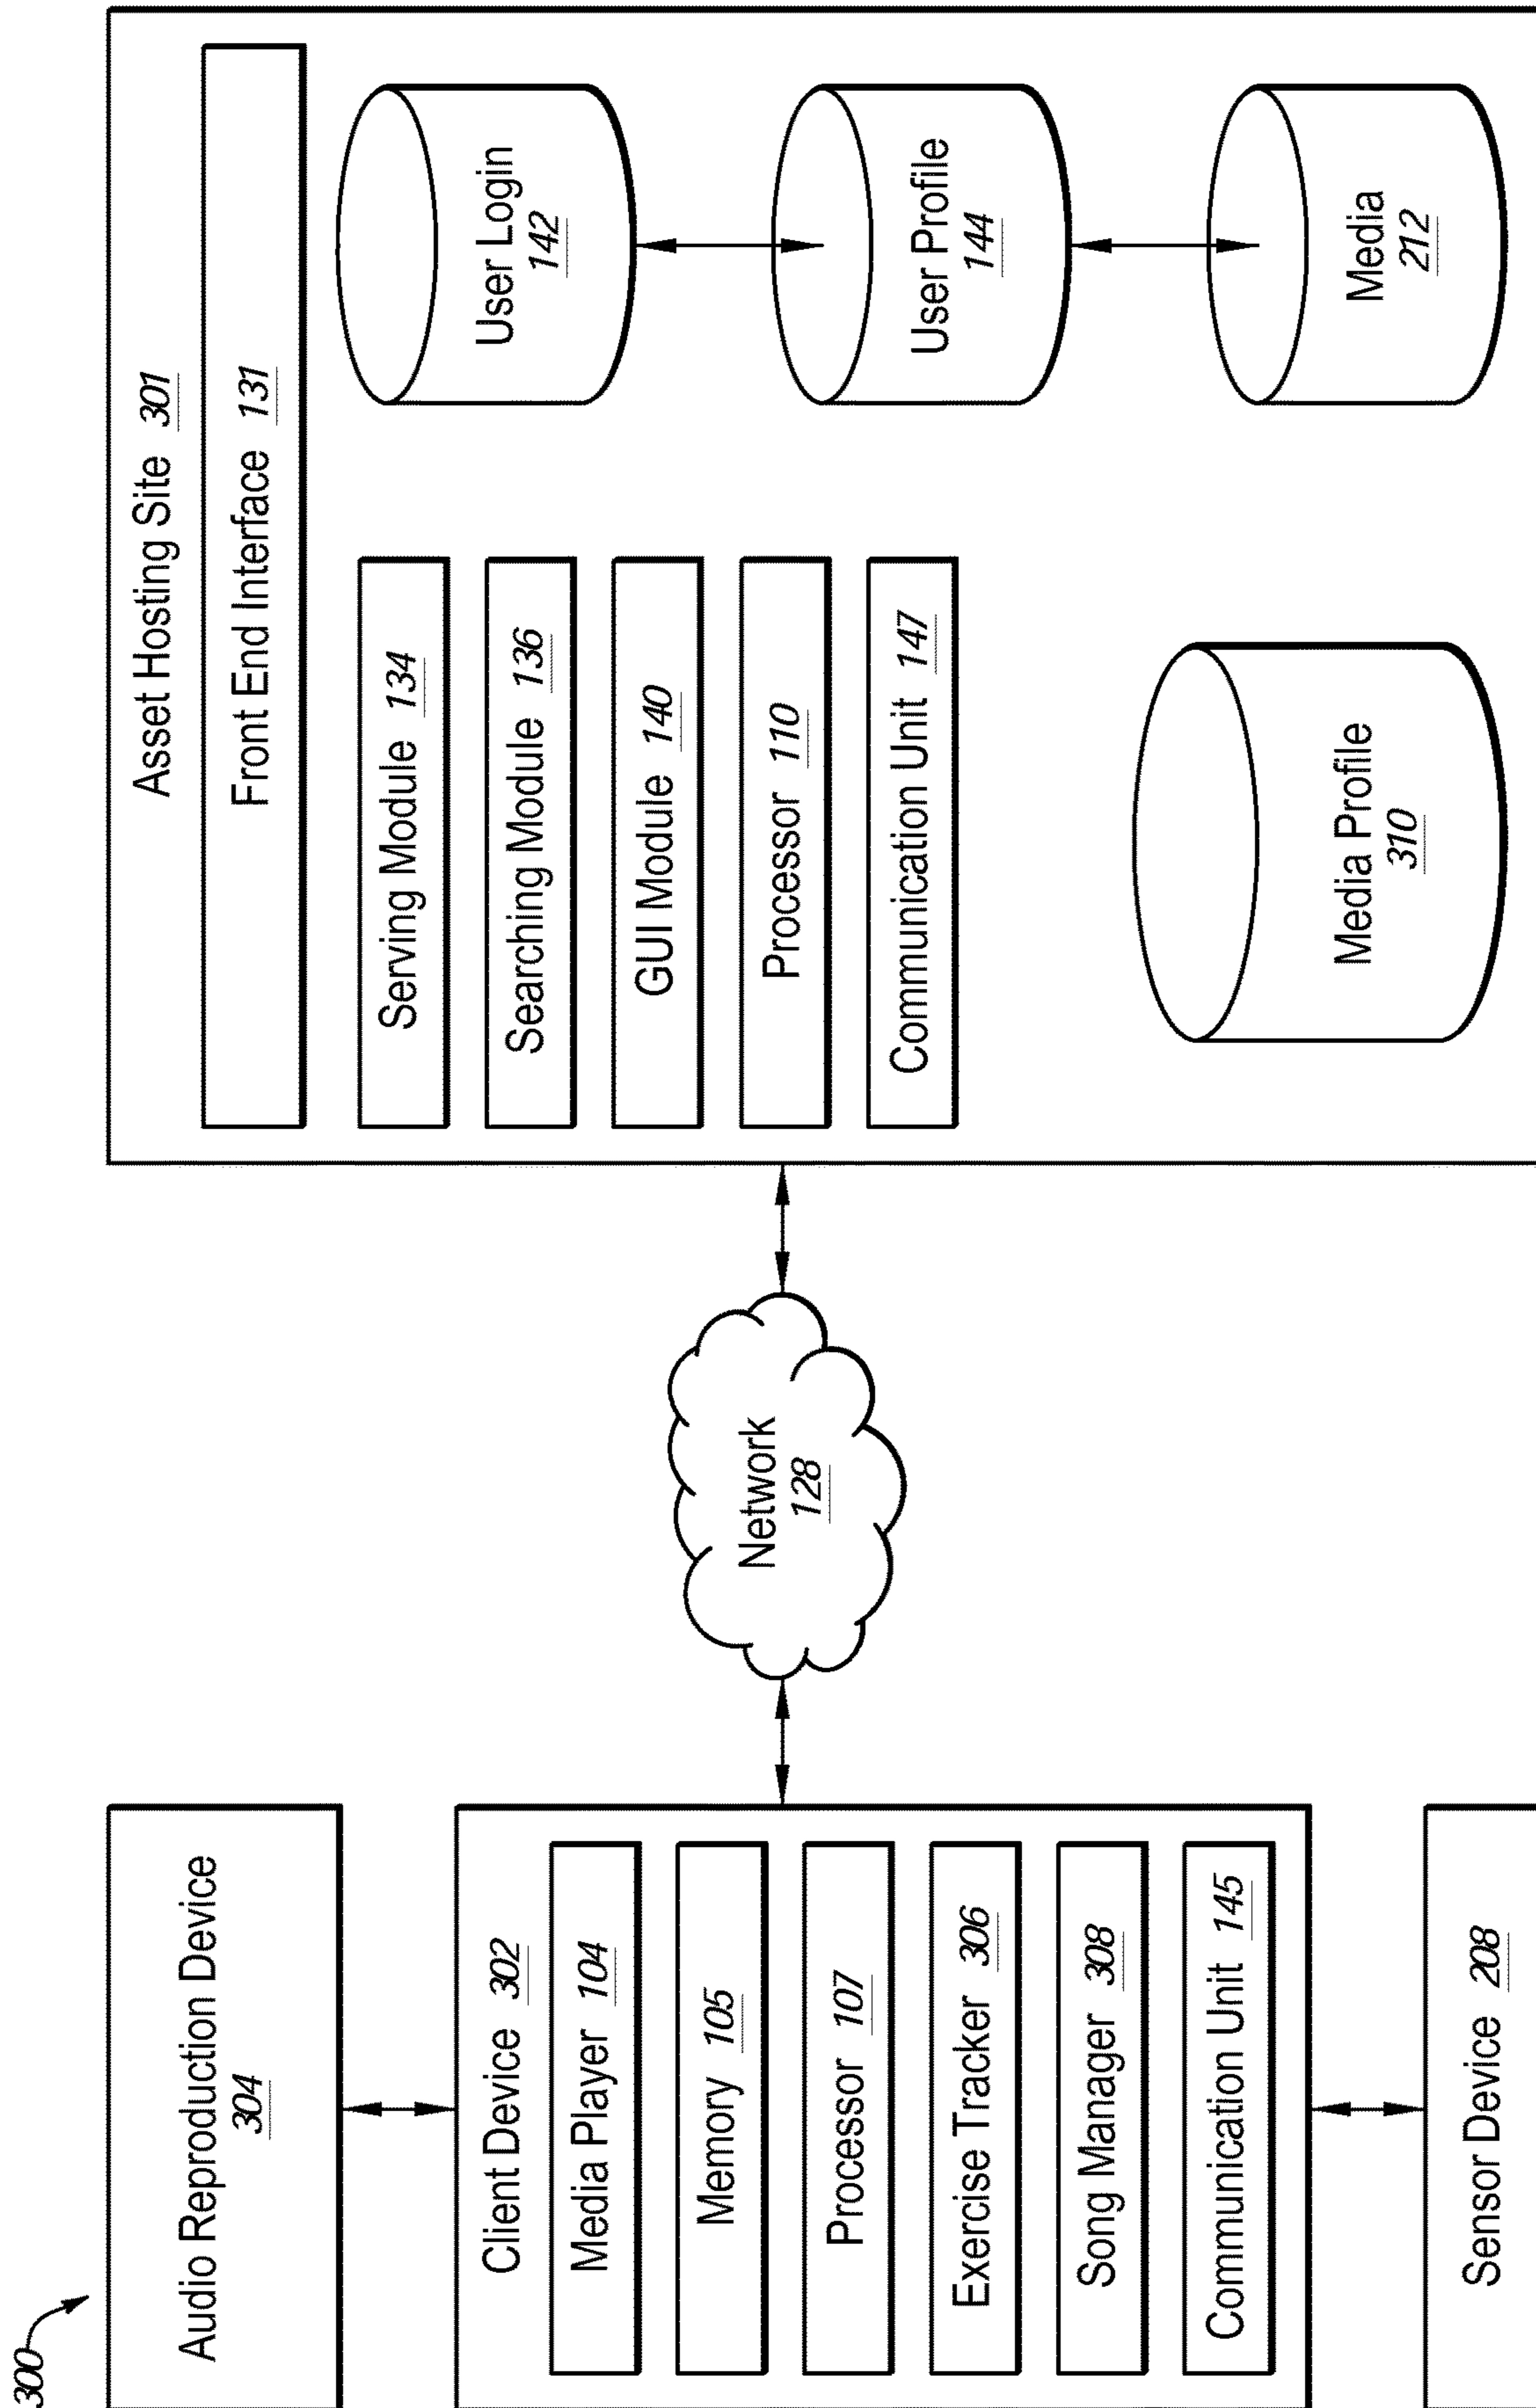 300
Audio Reproduction Device
304
Client Device 302
Media Player 104
Memory 105
Processor 107
Exercise Tracker 306
Song Manager 308
Communication Unit 145
Sensor Device 208
Network
128
Asset Hosting Site 301
Front End Interface 131
Serving Module 134
Searching Module 136
GUI Module 140
Processor 110
Communication Unit 147
Media Profile
310
User Login
142
User Profile
144
Media
212